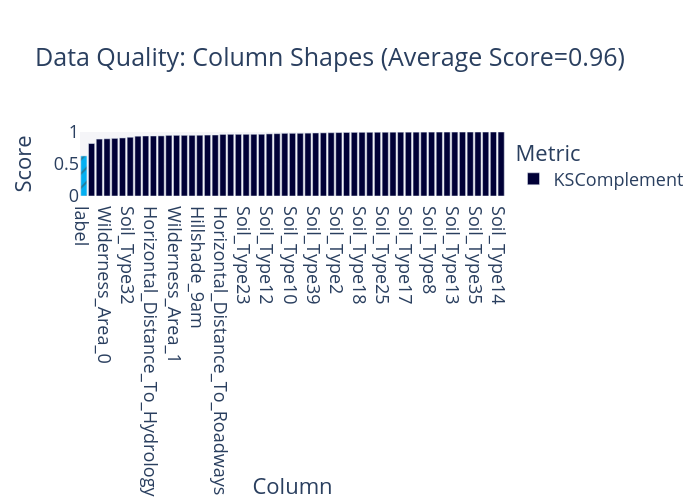 Data Quality: Column Shapes (Average Score=0.96)
Score
1
0.5
0
Metric
KSComplement
label
Wilderness_Area_0
Soil_Type32
Horizontal_Distance_To_Hydrology
Wilderness_Area_1
Hillshade_9am
Horizontal_Distance_To_Roadways
Soil_Type23
Soil_Type12
Soil_Type10
Soil_Type39
Soil_Type2
Soil_Type18
Soil_Type25
Soil_Type17
Soil_Type8
Soil_Type13
Soil_Type35
Soil_Type14
Column